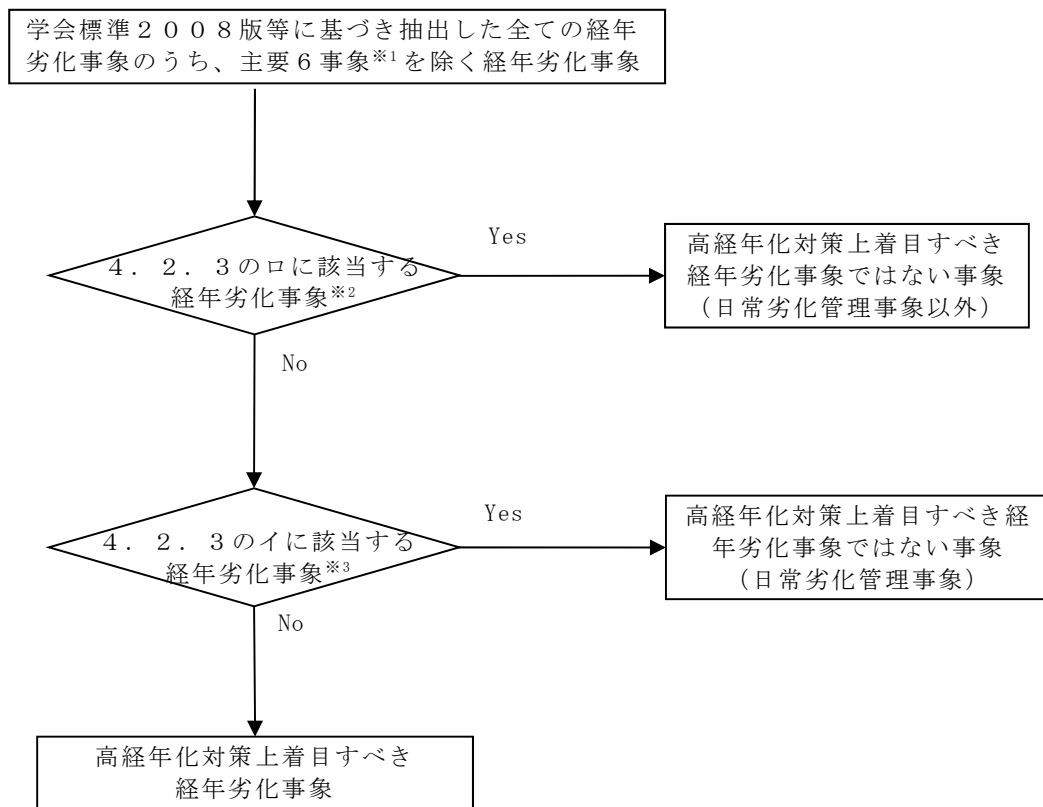 学会標準２００８版等に基づき抽出した全ての経年
劣化事象のうち、主要６事象※1を除く経年劣化事象
Yes
４．２．３のロに該当する
経年劣化事象※2
高経年化対策上着目すべき
経年劣化事象ではない事象
（日常劣化管理事象以外）
No
Yes
４．２．３のイに該当する
経年劣化事象※3
高経年化対策上着目すべき経
年劣化事象ではない事象
（日常劣化管理事象）
No
高経年化対策上着目すべき
経年劣化事象